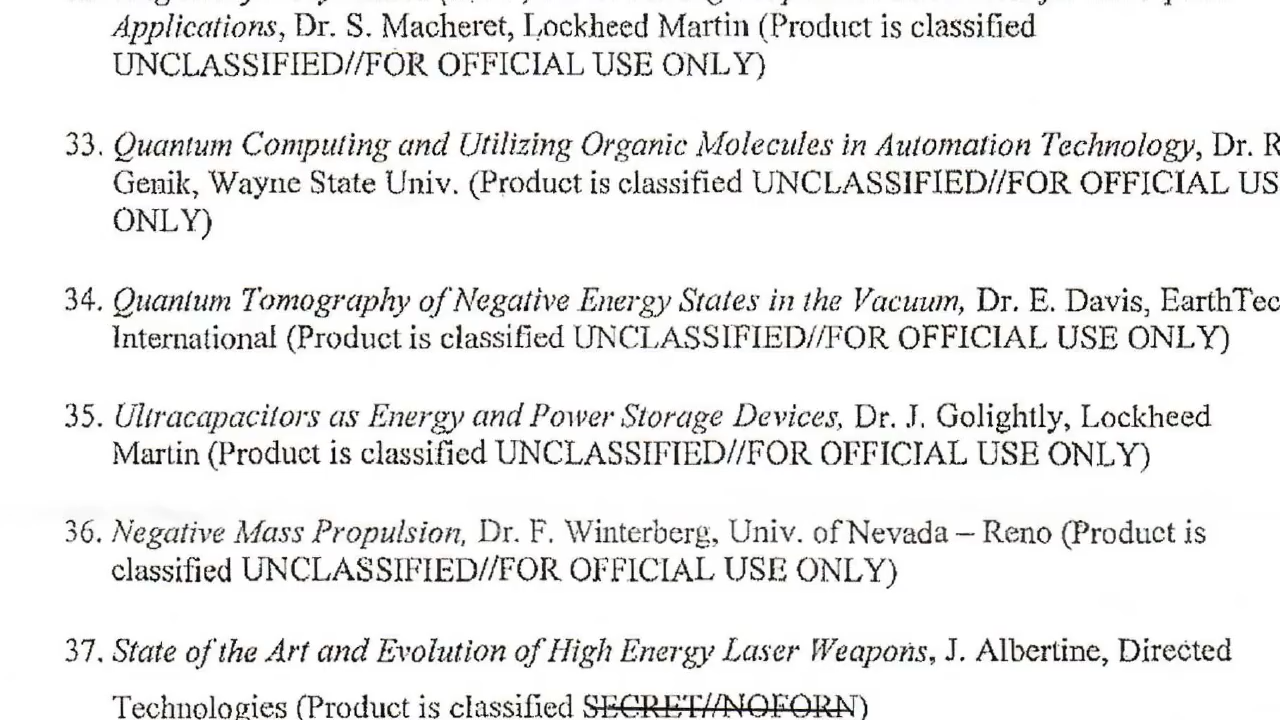 Applications, Dr. S. Macheret, Lockheed Martin (Product is classified
UNCLASSIFIED//FOR OFFICIAL USE ONLY)
33. Quantum Computing and Utilizing Organic Molecules in Automation Technology, Dr. R
Genik, Wayne State Univ. (Product is classified UNCLASSIFIED//FOR OFFICIAL US
ONLY)
34. Quantum Tomography of Negative Energy States in the Vacuum, Dr. E. Davis, EarthTec
International (Product is classified UNCLASSIFIED//FOR OFFICIAL USE ONLY)
35. Ultracapacitors as Energy and Power Storage Devices, Dr. J. Golightly, Lockheed
Martin (Product is classified UNCLASSIFIED//FOR OFFICIAL USE ONLY)
36. Negative Mass Propulsion, Dr. F. Winterberg, Univ. of Nevada – Reno (Product is
classified UNCLASSIFIED//FOR OFFICIAL USE ONLY)
37. State of the Art and Evolution of High Energy Laser Weapons, J. Albertine, Directed
Technologies (Product is classified SECRET//NOFORN)